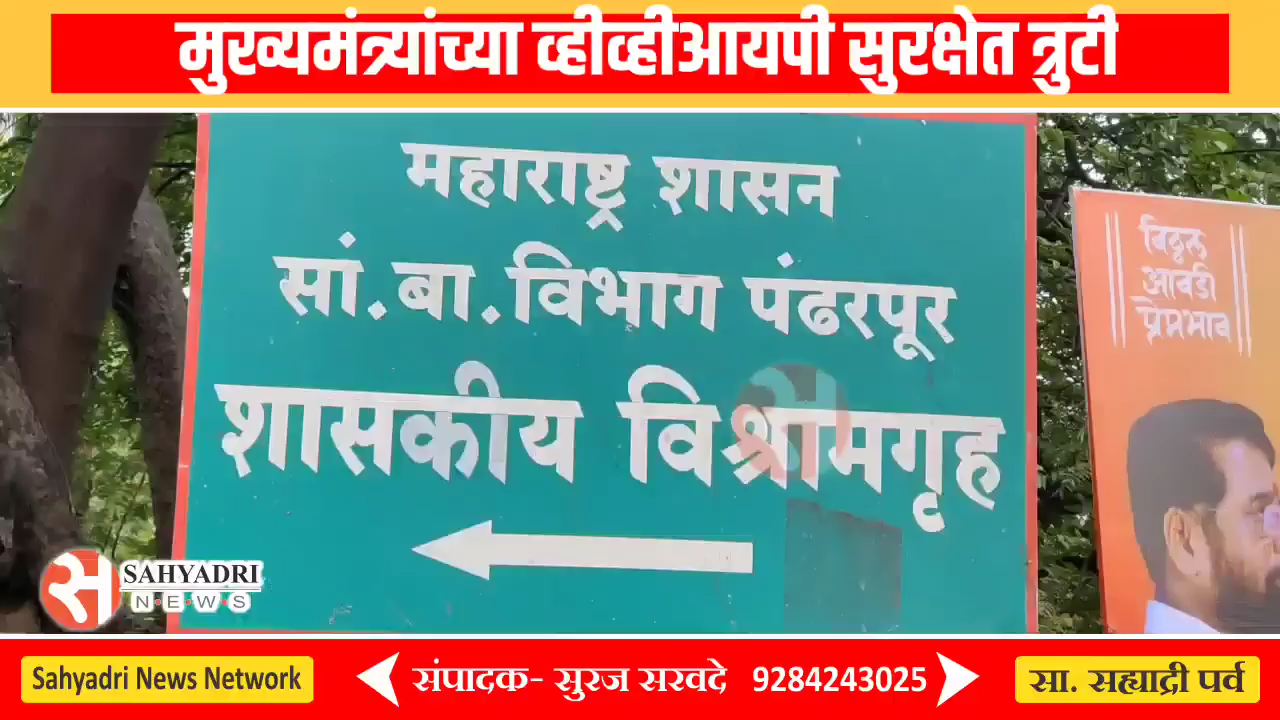 मुख्यमंत्र्यांच्या व्हीव्हीआयपी सुरक्षेत त्रुटी
महाराष्ट्र शासन
सां.बा.विभाग पंढरपूर
शासकीय विश्रामगृह
विठ्ठल
आवडी
प्रेमभाव
स
SAHYADRI
NEWS
Sahyadri News Network
संपादक- सुरज सरवदे 9284243025
सा. सह्याद्री पर्व